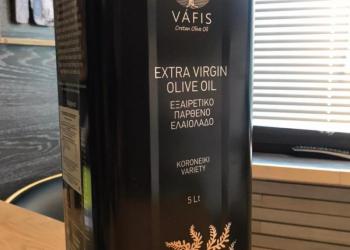 VÁFIS
Cretan Olive Oil
EXTRA VIRGIN
OLIVE OIL
ΕΞΑΙΡΕΤΙΚΟ
ΠΑΡΘΕΝΟ
ΕΛΑΙΟΛΑΔΟ
KORONEIKI
VARIETY
5 Lt